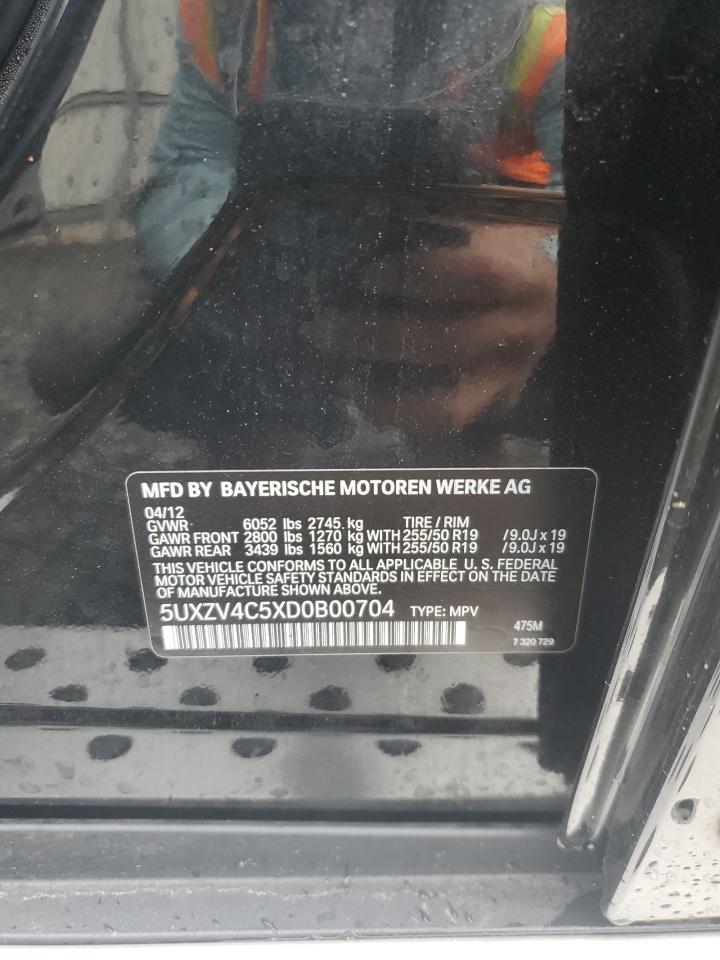 MFD BY BAYERISCHE MOTOREN WERKE AG
04/12
GVWR 6052 lbs 2745 kg TIRE / RIM
GAWR FRONT 2800 lbs 1270 kg WITH 255/50 R19 / 9.0J x 19
GAWR REAR 3439 lbs 1560 kg WITH 255/50 R19 / 9.0J x 19
THIS VEHICLE CONFORMS TO ALL APPLICABLE U. S. FEDERAL
MOTOR VEHICLE SAFETY STANDARDS IN EFFECT ON THE DATE
OF MANUFACTURE SHOWN ABOVE.
5UXZV4C5XD0B00704 TYPE: MPV
475M
7 320 729